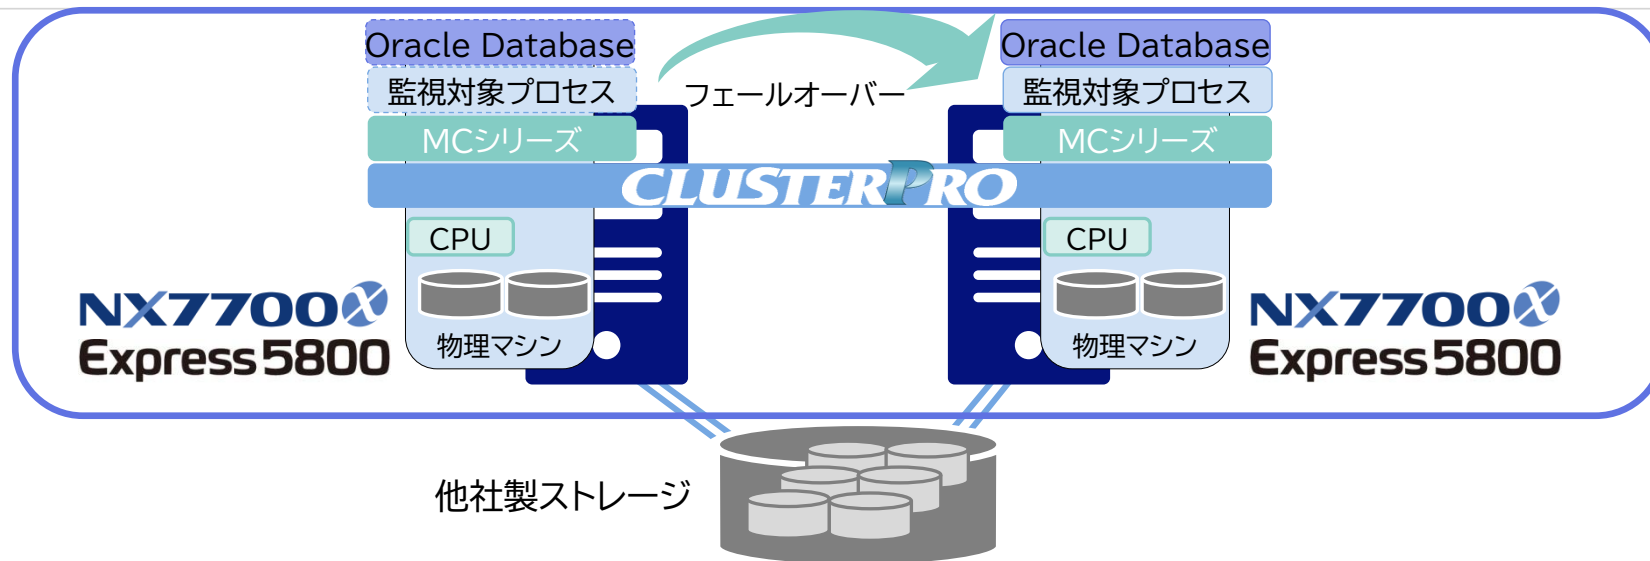 Oracle Database
監視対象プロセス
MCシリーズ
フェールオーバー
Oracle Database
監視対象プロセス
MCシリーズ
CLUSTERPRO
CPU
物理マシン
NX7700x
Express5800
CPU
物理マシン
NX7700x
Express5800
他社製ストレージ